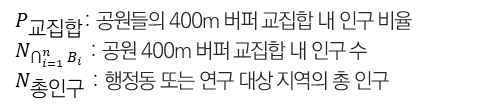 P교집합 : 공원들의 400m 버퍼 교집합 내 인구 비율
N⋂ⁿᵢ₌₁ Bᵢ : 공원 400m 버퍼 교집합 내 인구 수
N총인구 : 행정동 또는 연구 대상 지역의 총 인구